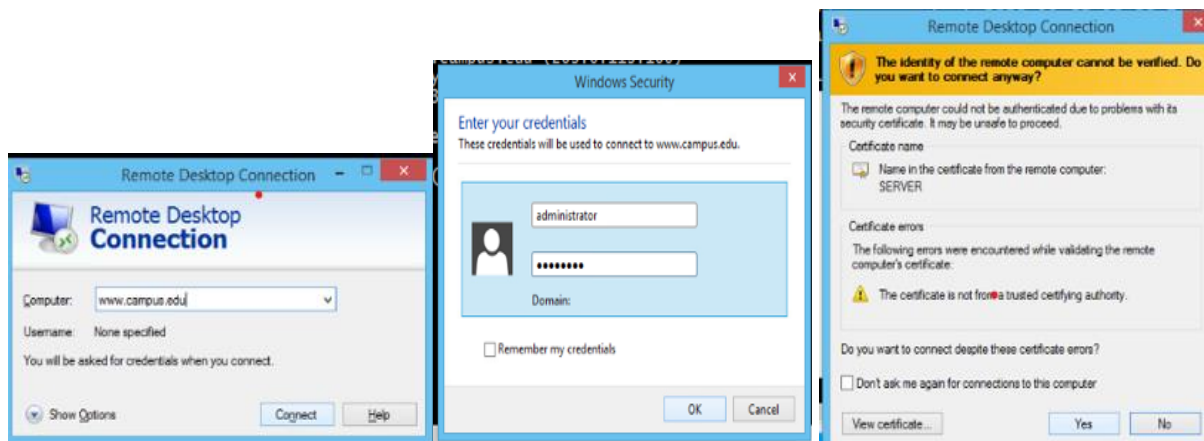 Remote Desktop Connection
Remote Desktop
Connection
Computer: www.campus.edu
Username: None specified
You will be asked for credentials when you connect.
Show Options Connect Help
Windows Security
Enter your credentials
These credentials will be used to connect to www.campus.edu.
administrator
••••••••
Domain:
Remember my credentials
OK Cancel
Remote Desktop Connection
The identity of the remote computer cannot be verified. Do
you want to connect anyway?
The remote computer could not be authenticated due to problems with its
security certificate. It may be unsafe to proceed.
Certificate name
Name in the certificate from the remote computer:
SERVER
Certificate errors
The following errors were encountered while validating the remote
computer's certificate:
The certificate is not from a trusted certifying authority.
Do you want to connect despite these certificate errors?
Don't ask me again for connections to this computer
View certificate... Yes No